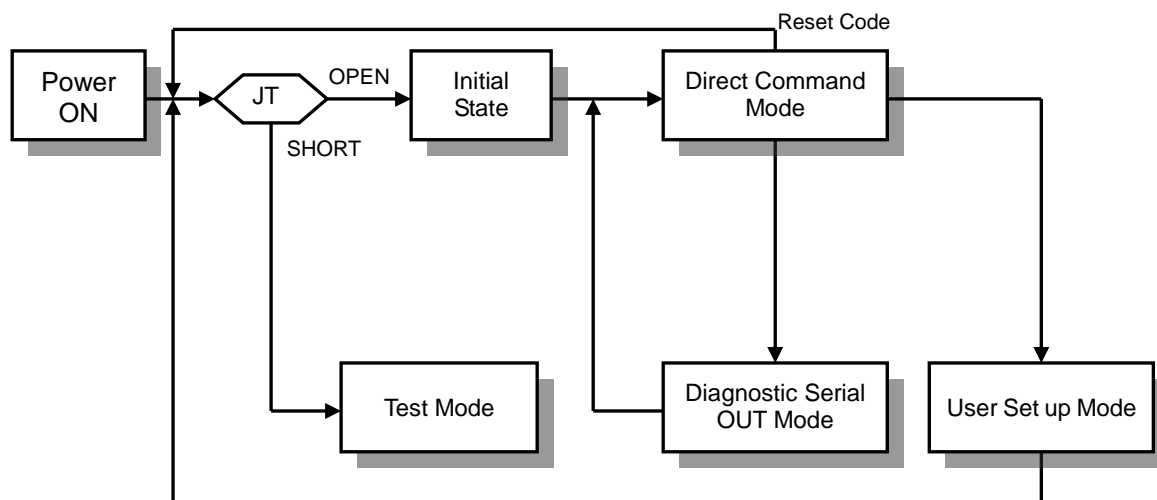 Reset Code
Power
ON
JT
OPEN
SHORT
Initial
State
Direct Command
Mode
Test Mode
Diagnostic Serial
OUT Mode
User Set up Mode